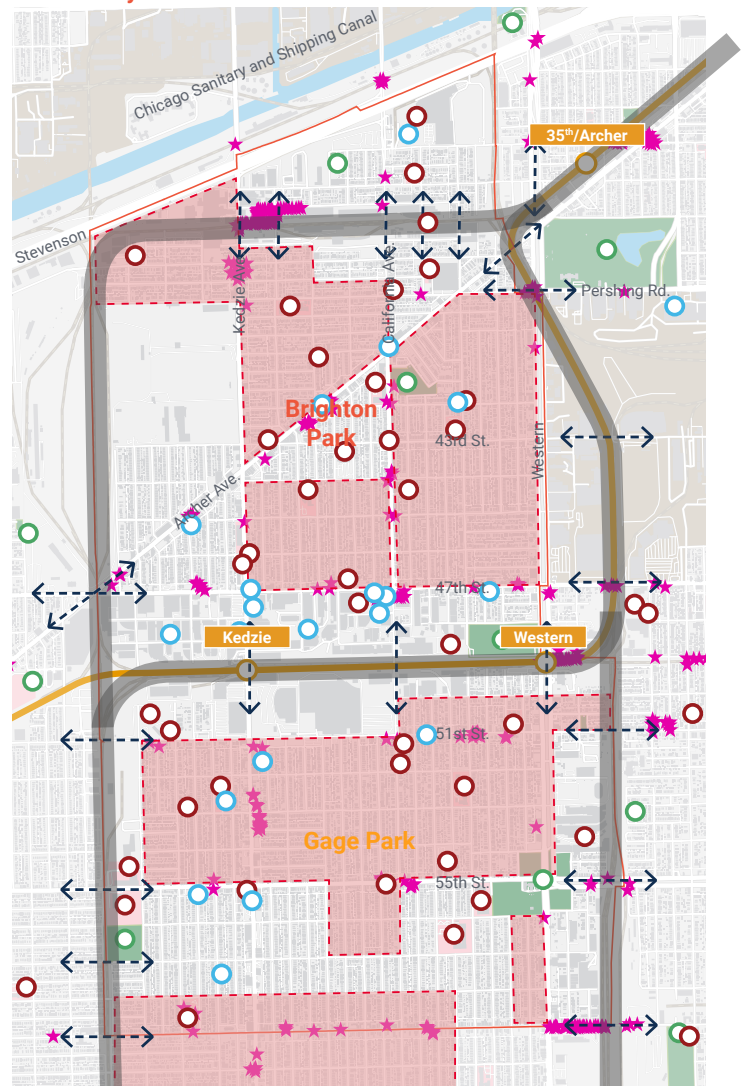 Chicago Sanitary and Shipping Canal
35th/Archer
Stevenson
Kedzie Ave.
California Ave.
Pershing Rd.
Brighton
Park
43rd St.
Western
Archer Ave.
47th St.
Kedzie
Western
51st St.
Gage Park
55th St.